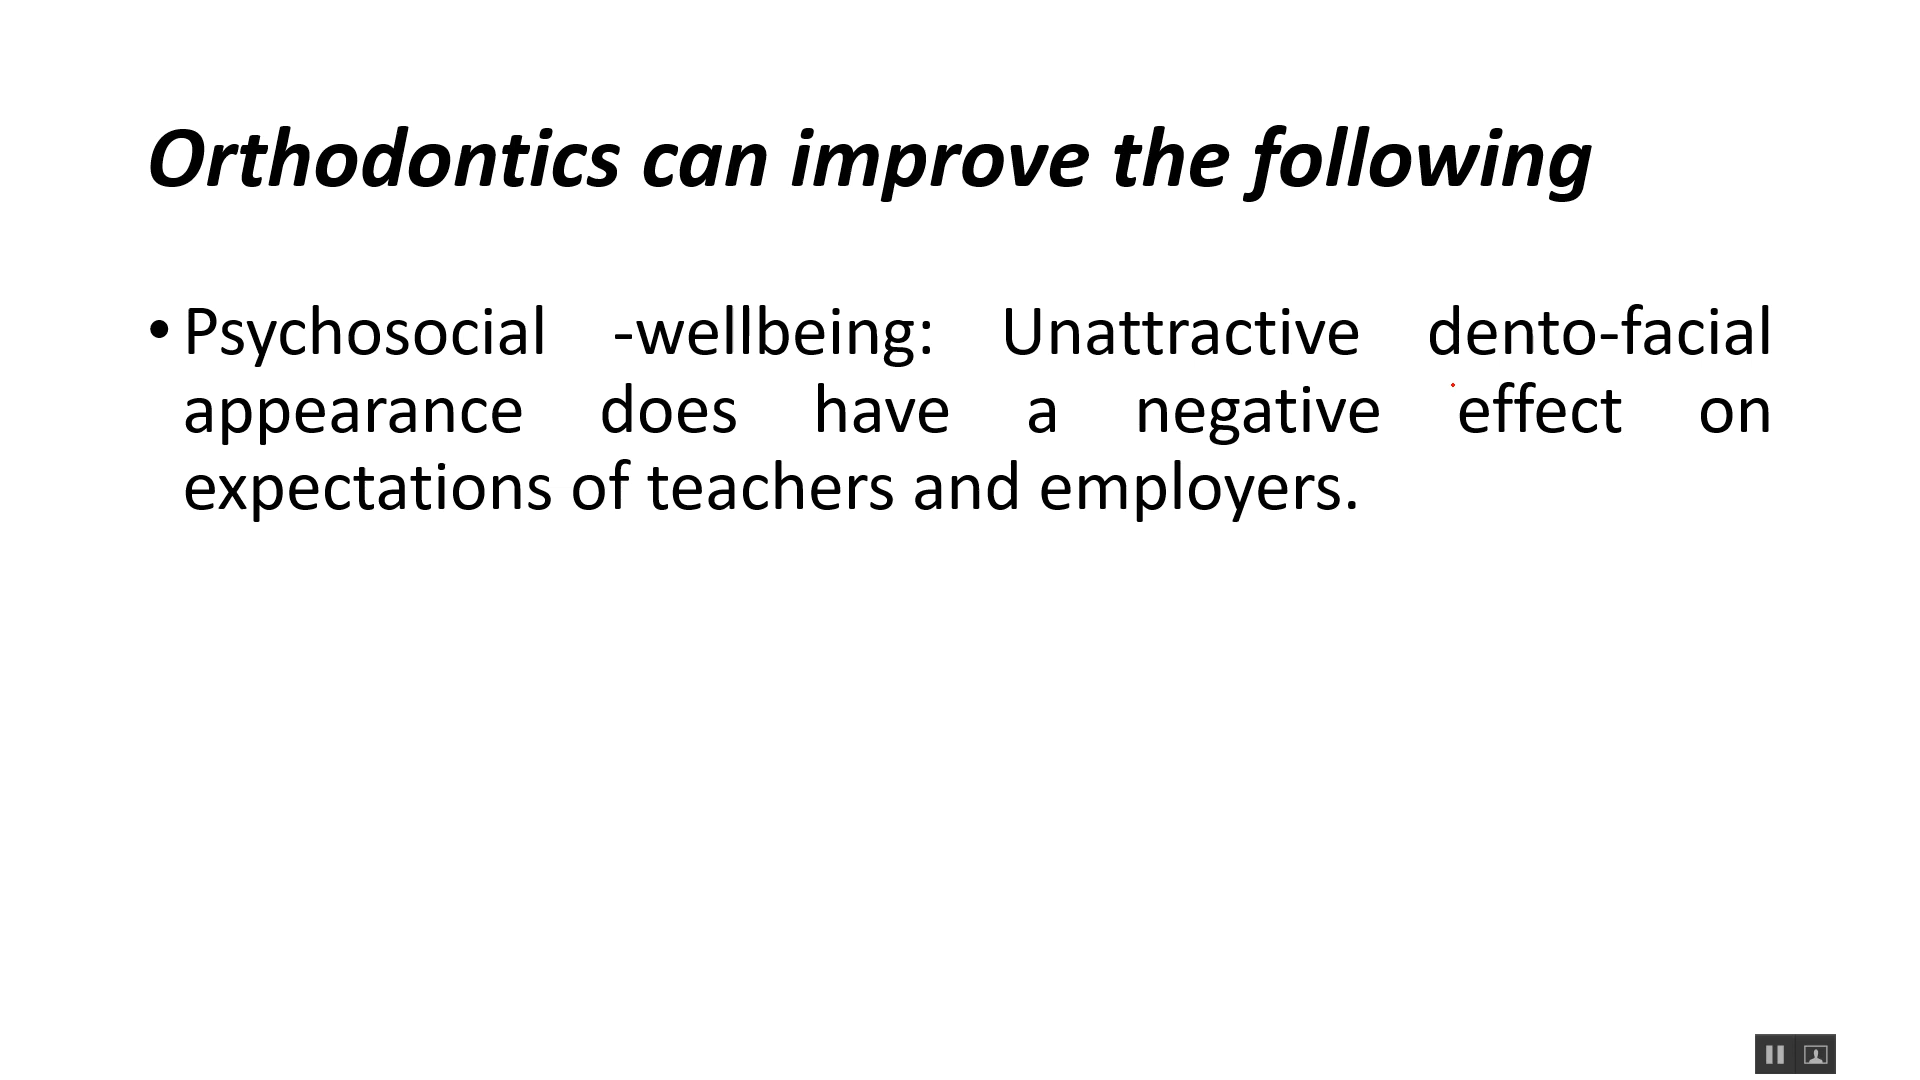 Orthodontics can improve the following
• Psychosocial -wellbeing: Unattractive dento-facial
appearance does have a negative effect on
expectations of teachers and employers.